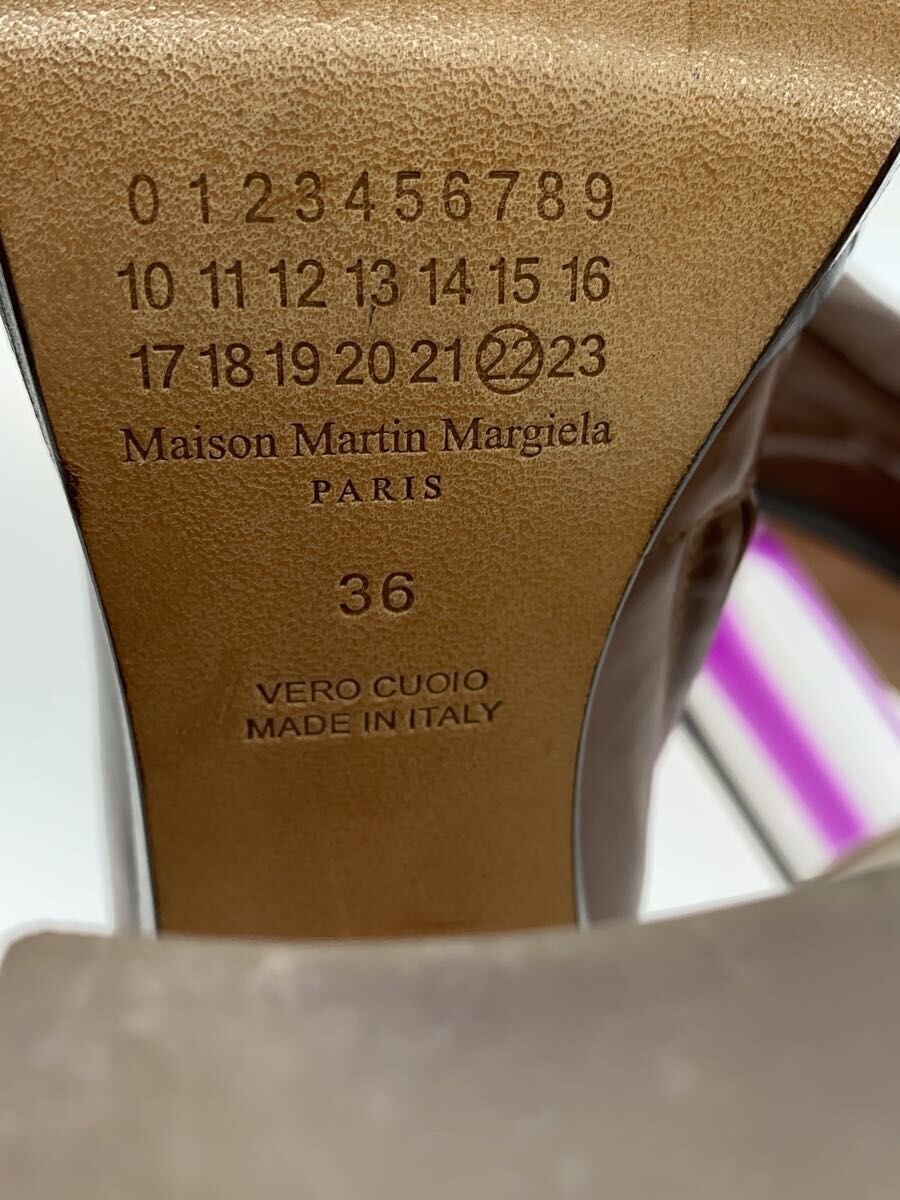 0 1 2 3 4 5 6 7 8 9
10 11 12 13 14 15 16
17 18 19 20 21 22 23
Maison Martin Margiela
PARIS
36
VERO CUOIO
MADE IN ITALY